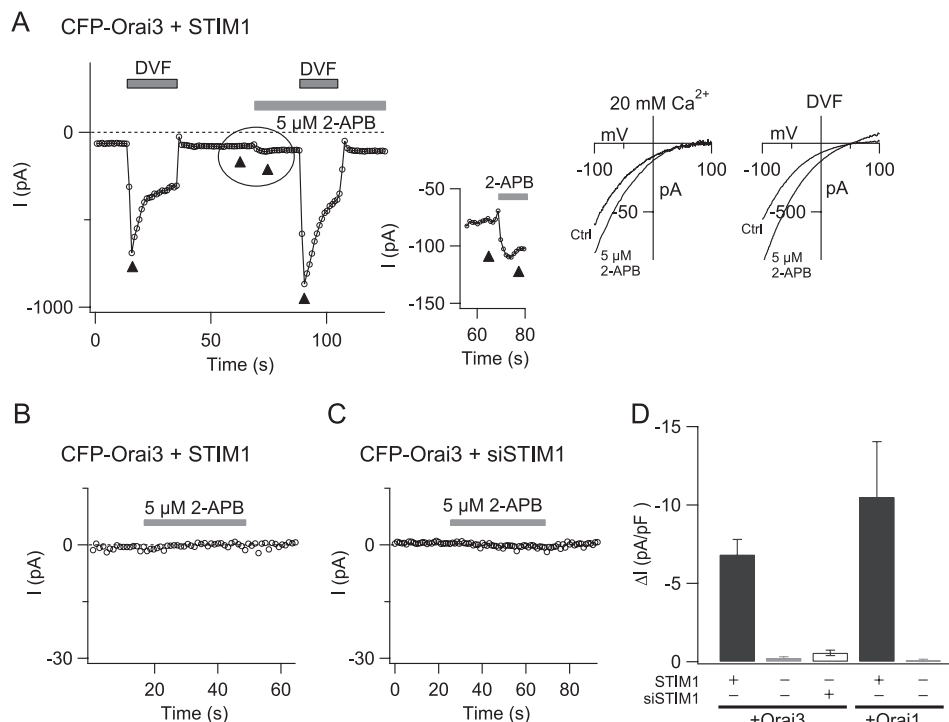 A
CFP-Orai3 + STIM1
DVF
DVF
5 µM 2-APB
0
-1000
I (pA)
0
50
100
Time (s)
2-APB
-50
-100
-150
I (pA)
60
80
Time (s)
20 mM Ca²⁺
mV
-100
100
pA
-50
Ctrl
5 µM
2-APB
DVF
mV
-100
100
pA
-500
Ctrl
5 µM
2-APB
B
CFP-Orai3 + STIM1
5 µM 2-APB
0
-30
I (pA)
20
40
60
Time (s)
C
CFP-Orai3 + siSTIM1
5 µM 2-APB
0
-30
I (pA)
0
20
40
60
80
Time (s)
D
-15
-10
-5
0
ΔI (pA/pF)
STIM1 + − − + −
siSTIM1 − − + − −
+Orai3 +Orai1